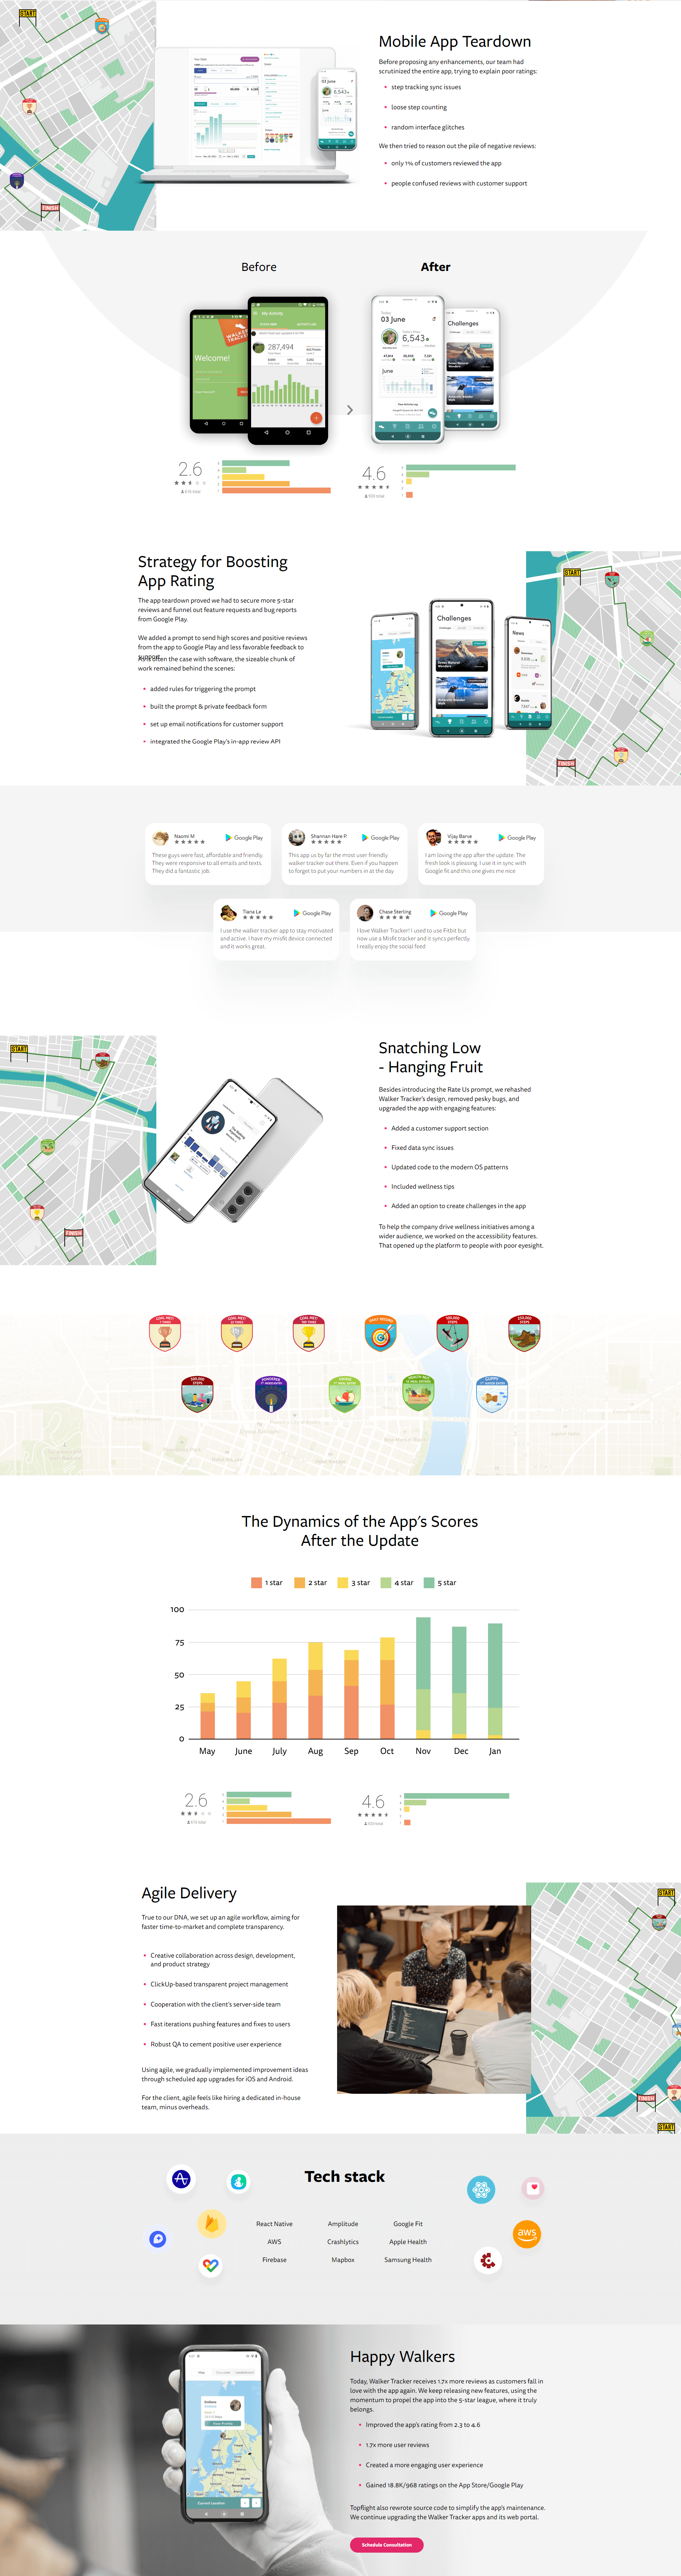 START
FINISH
Mobile App Teardown
Before proposing any enhancements, our team had
scrutinized the entire app, trying to explain poor ratings:
step tracking sync issues
loose step counting
random interface glitches
We then tried to reason out the pile of negative reviews:
only 1% of customers reviewed the app
people confused reviews with customer support
Before
After
My Activity
287,494
WALKER
TRACKER
Welcome!
03 June
6,543
June
Challenges
2.6
4.6
Strategy for Boosting
App Rating
The app teardown proved we had to secure more 5-star
reviews and funnel out feature requests and bug reports
from Google Play.
We added a prompt to send high scores and positive reviews
from the app to Google Play and less favorable feedback to
support.
As is often the case with software, the sizeable chunk of
work remained behind the scenes:
added rules for triggering the prompt
built the prompt & private feedback form
set up email notifications for customer support
integrated the Google Play's in-app review API
Challenges
News
START
FINISH
Naomi M
Google Play
These guys were fast, affordable and friendly.
They were responsive to all emails and texts.
They did a fantastic job.
Shannan Hare P.
Google Play
This app us by far the most user friendly
walker tracker out there. Even if you happen
to forget to put your numbers in at the day
Vijay Barve
Google Play
I am loving the app after the update. The
fresh look is pleasing. I use it in sync with
Google fit and this one gives me nice
Tiana Le
Google Play
I use the walker tracker app to stay motivated
and active. I have my misfit device connected
and it works great.
Chase Sterling
Google Play
I love Walker Tracker! I used to use Fitbit but
now use a Misfit tracker and it syncs perfectly
I really enjoy the social feed
START
FINISH
Snatching Low
- Hanging Fruit
Besides introducing the Rate Us prompt, we rehashed
Walker Tracker's design, removed pesky bugs, and
upgraded the app with engaging features:
Added a customer support section
Fixed data sync issues
Updated code to the modern OS patterns
Included wellness tips
Added an option to create challenges in the app
To help the company drive wellness initiatives among a
wider audience, we worked on the accessibility features.
That opened up the platform to people with poor eyesight.
The Dynamics of the App's Scores
After the Update
1 star
2 star
3 star
4 star
5 star
100
75
50
25
0
May
June
July
Aug
Sep
Oct
Nov
Dec
Jan
2.6
4.6
Agile Delivery
True to our DNA, we set up an agile workflow, aiming for
faster time-to-market and complete transparency.
Creative collaboration across design, development,
and product strategy
ClickUp-based transparent project management
Cooperation with the client's server-side team
Fast iterations pushing features and fixes to users
Robust QA to cement positive user experience
Using agile, we gradually implemented improvement ideas
through scheduled app upgrades for iOS and Android.
For the client, agile feels like hiring a dedicated in-house
team, minus overheads.
START
FINISH
START
Tech stack
React Native
Amplitude
Google Fit
AWS
Crashlytics
Apple Health
Firebase
Mapbox
Samsung Health
aws
Happy Walkers
Today, Walker Tracker receives 1.7x more reviews as customers fall in
love with the app again. We keep releasing new features, using the
momentum to propel the app into the 5-star league, where it truly
belongs.
Improved the app's rating from 2.3 to 4.6
1.7x more user reviews
Created a more engaging user experience
Gained 18.8K/968 ratings on the App Store/Google Play
Topflight also rewrote source code to simplify the app's maintenance.
We continue upgrading the Walker Tracker apps and its web portal.
Schedule Consultation